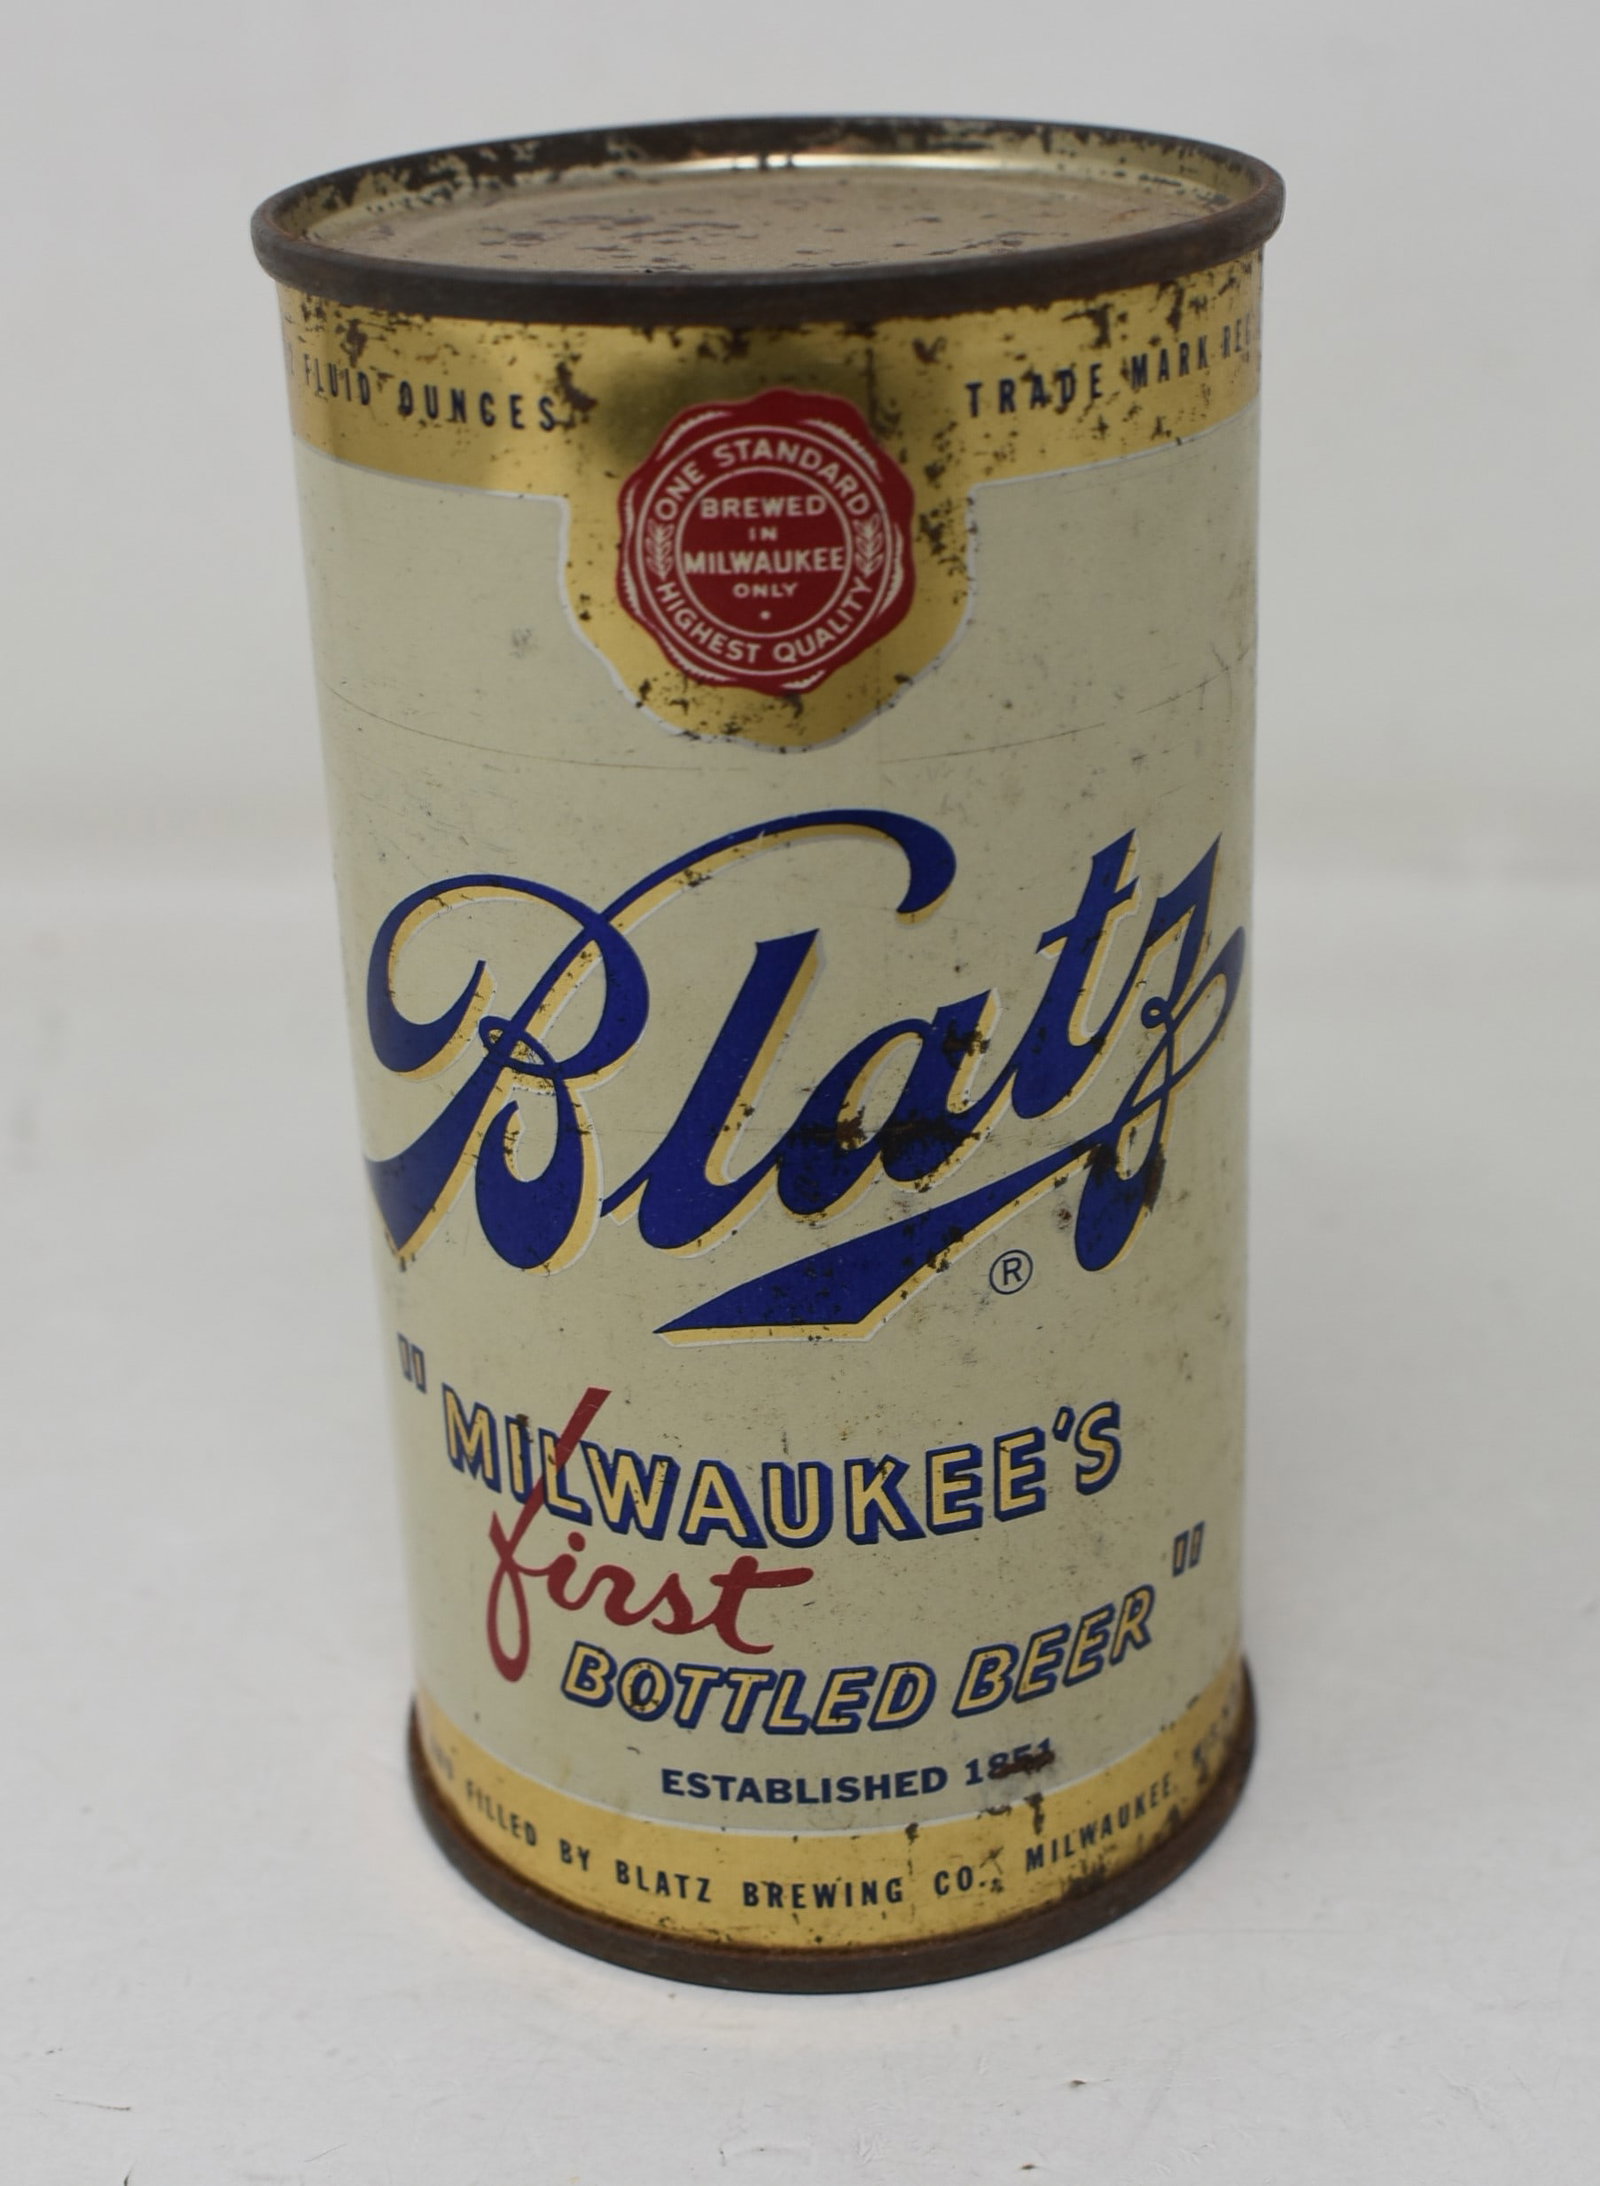 FLUID OUNCES
TRADE MARK REG
ONE STANDARD
BREWED
IN
MILWAUKEE
ONLY
HIGHEST QUALITY
Blatz
®
"MILWAUKEE'S
first
BOTTLED BEER"
ESTABLISHED 1851
FILLED BY BLATZ BREWING CO., MILWAUKEE,